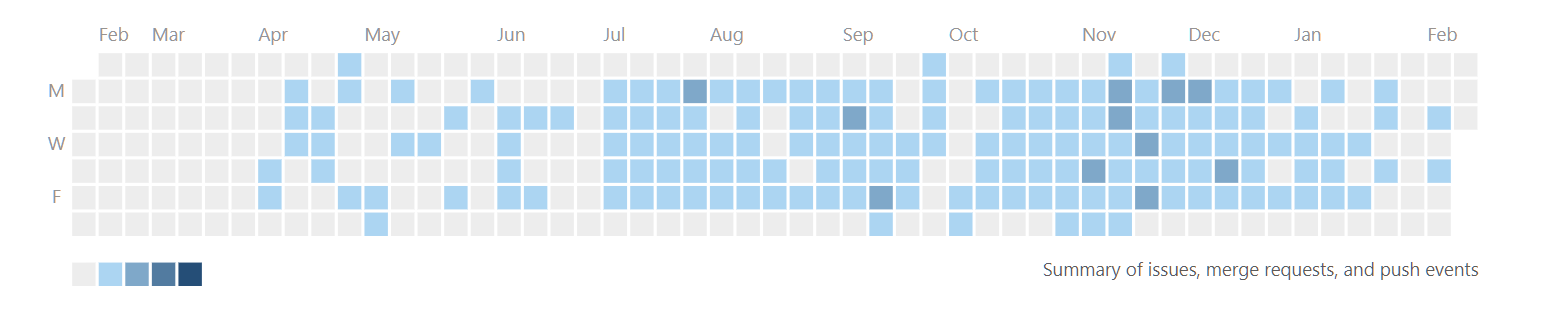 Feb Mar Apr May Jun Jul Aug Sep Oct Nov Dec Jan Feb
M
W
F
Summary of issues, merge requests, and push events